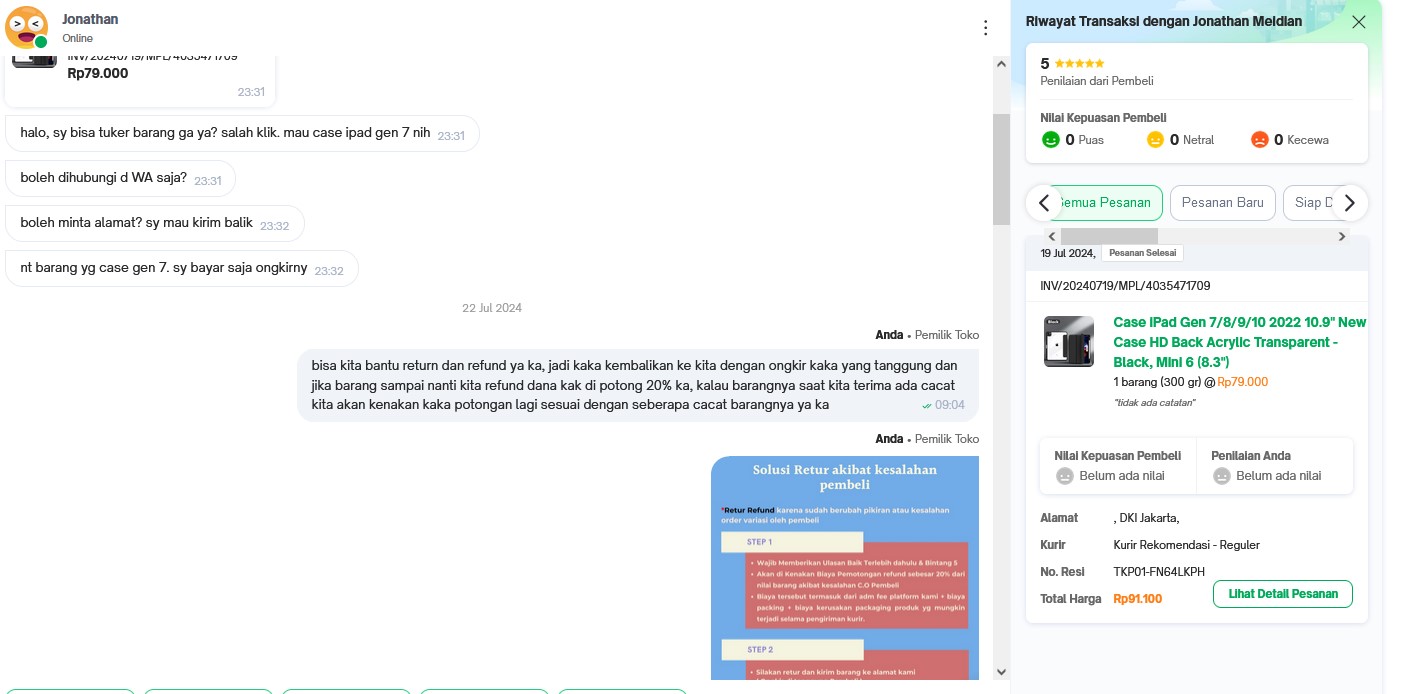 Jonathan
Online
INV/20240719/MPL/4035471709
Rp79.000
23:31
halo, sy bisa tuker barang ga ya? salah klik. mau case ipad gen 7 nih 23:31
boleh dihubungi d WA saja? 23:31
boleh minta alamat? sy mau kirim balik 23:32
nt barang yg case gen 7. sy bayar saja ongkirny 23:32
22 Jul 2024
Anda • Pemilik Toko
bisa kita bantu return dan refund ya ka, jadi kaka kembalikan ke kita dengan ongkir kaka yang tanggung dan
jika barang sampai nanti kita refund dana kak di potong 20% ka, kalau barangnya saat kita terima ada cacat
kita akan kenakan kaka potongan lagi sesuai dengan seberapa cacat barangnya ya ka 09:04
Anda • Pemilik Toko
Solusi Retur akibat kesalahan
pembeli
*Retur Refund karena sudah berubah pikiran atau kesalahan
order variasi oleh pembeli
STEP 1
• Wajib Memberikan Ulasan Baik Terlebih dahulu & Bintang 5
• Akan di Kenakan Biaya Pemotongan refund sebesar 20% dari
nilai barang akibat kesalahan C.O Pembeli
• Biaya tersebut termasuk dari adm fee platform kami + biaya
packing + biaya kerusakan packaging produk yg mungkin
terjadi selama pengiriman kurir.
STEP 2
• Silakan retur dan kirim barang ke alamat kami
Riwayat Transaksi dengan Jonathan Meldian
5
Penilaian dari Pembeli
Nilai Kepuasan Pembeli
0 Puas
0 Netral
0 Kecewa
Semua Pesanan
Pesanan Baru
Siap D
19 Jul 2024, Pesanan Selesai
INV/20240719/MPL/4035471709
Black
Case IPad Gen 7/8/9/10 2022 10.9" New
Case HD Back Acrylic Transparent -
Black, Mini 6 (8.3")
1 barang (300 gr) @ Rp79.000
"tidak ada catatan"
Nilai Kepuasan Pembeli
Belum ada nilai
Penilaian Anda
Belum ada nilai
Alamat , DKI Jakarta,
Kurir Kurir Rekomendasi - Reguler
No. Resi TKP01-FN64LKPH
Total Harga Rp91.100
Lihat Detail Pesanan